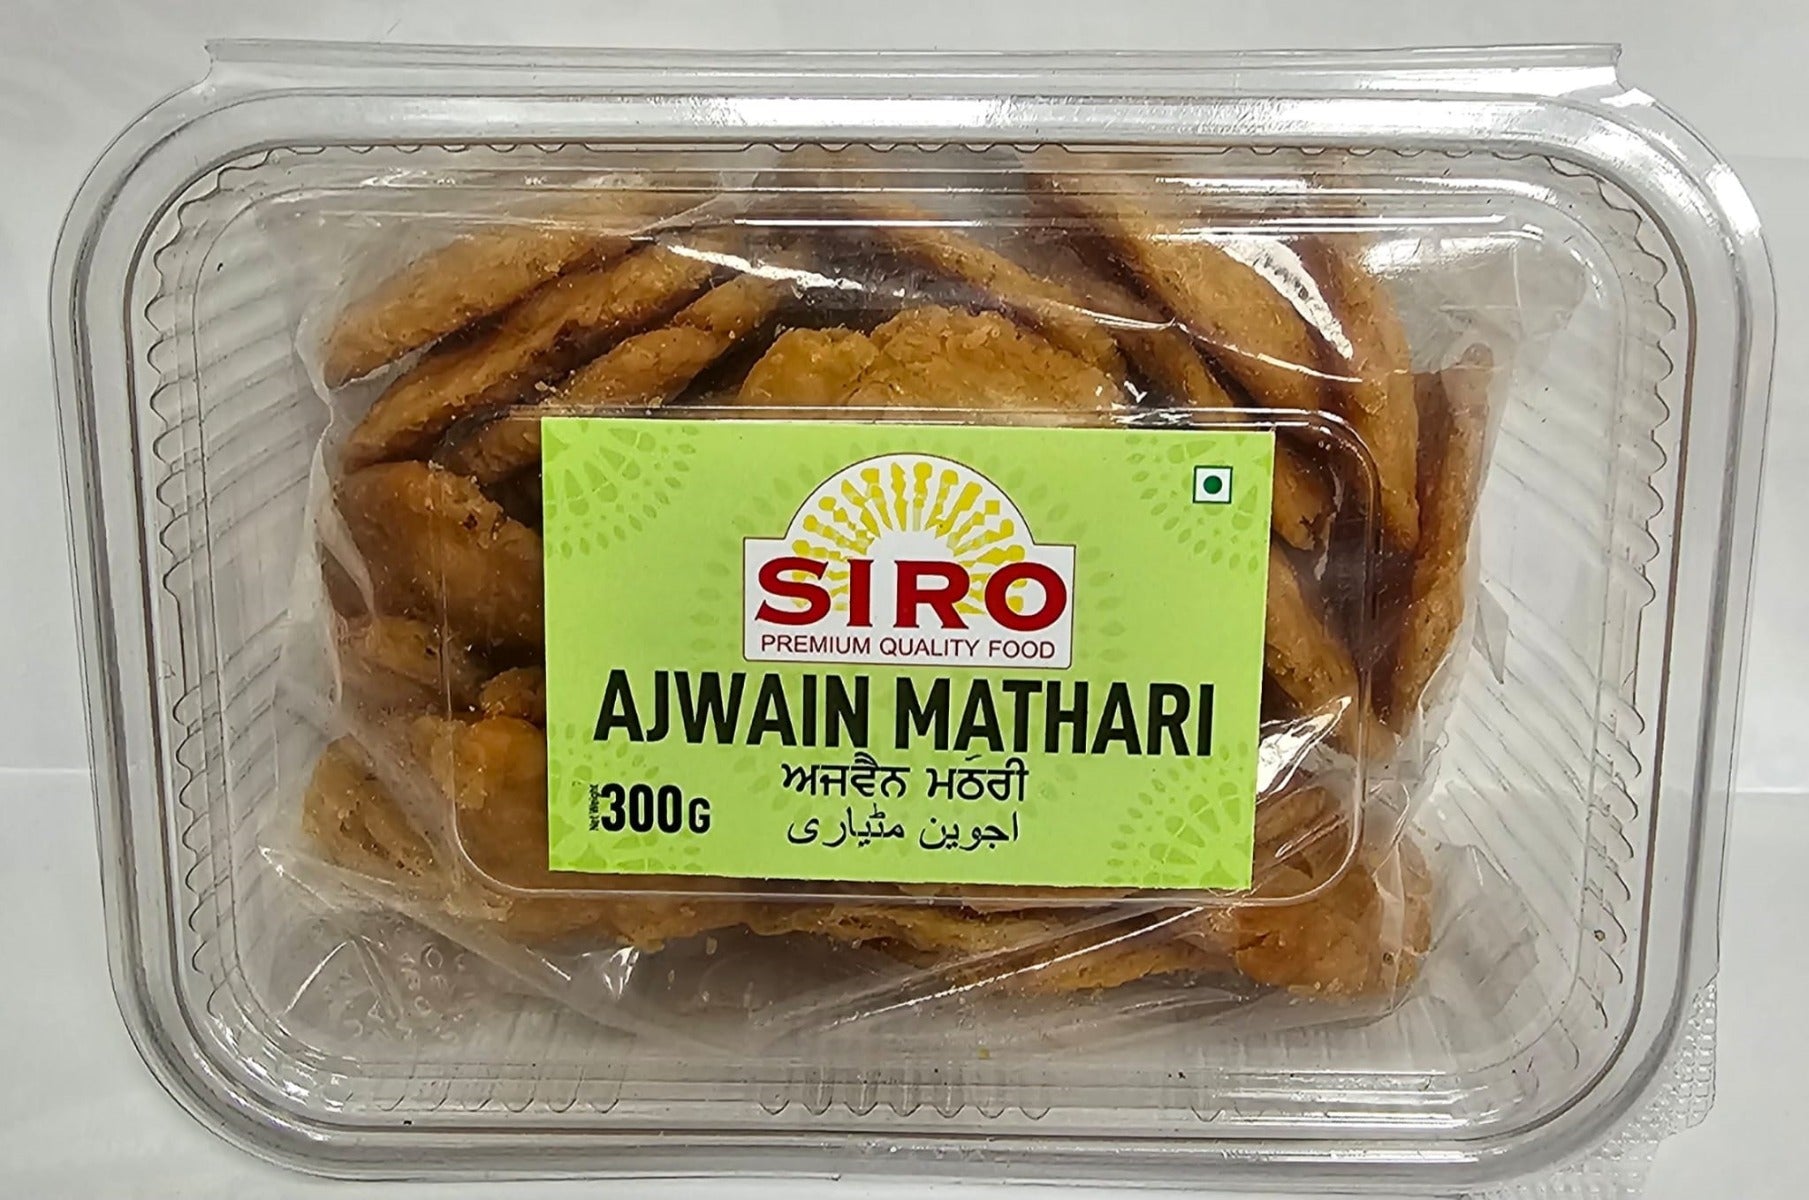 SIRO
PREMIUM QUALITY FOOD
AJWAIN MATHARI
ਅਜਵੈਨ ਮਠਰੀ
Net Weight
300G
اجوین مٹیاری